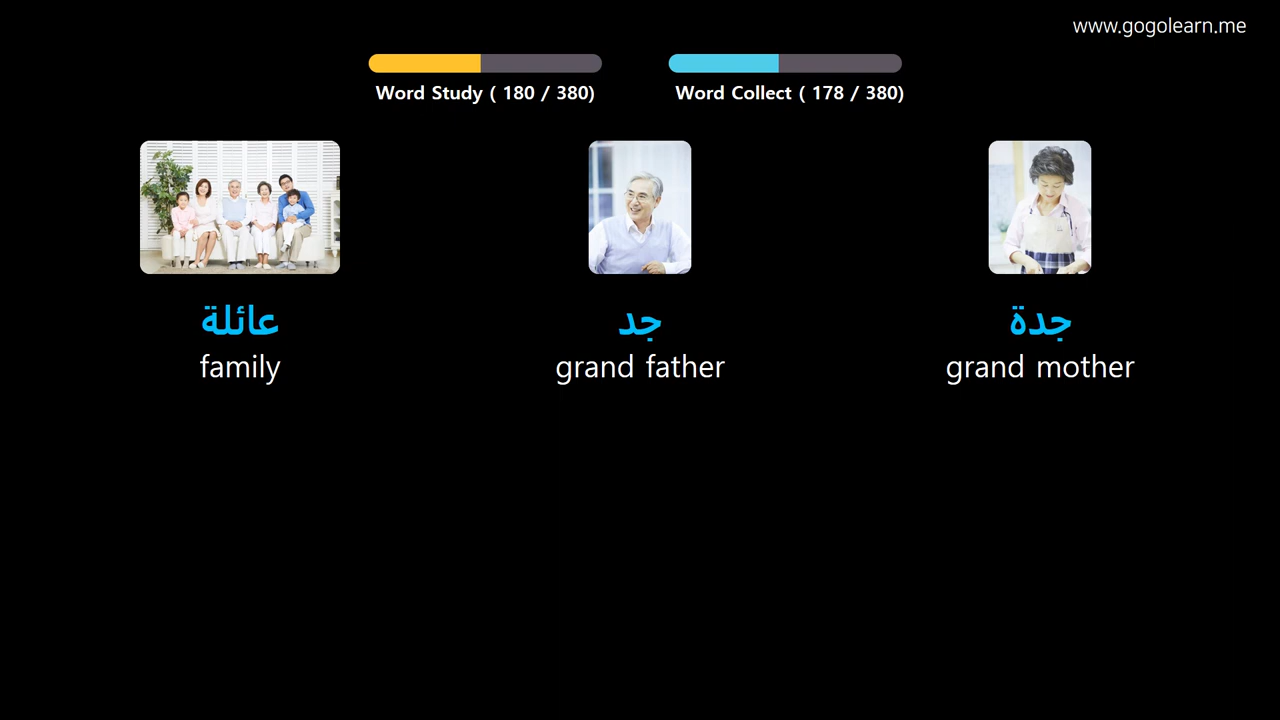 www.gogolearn.me
Word Study ( 180 / 380)
Word Collect ( 178 / 380)
عائلة
family
جد
grand father
جدة
grand mother